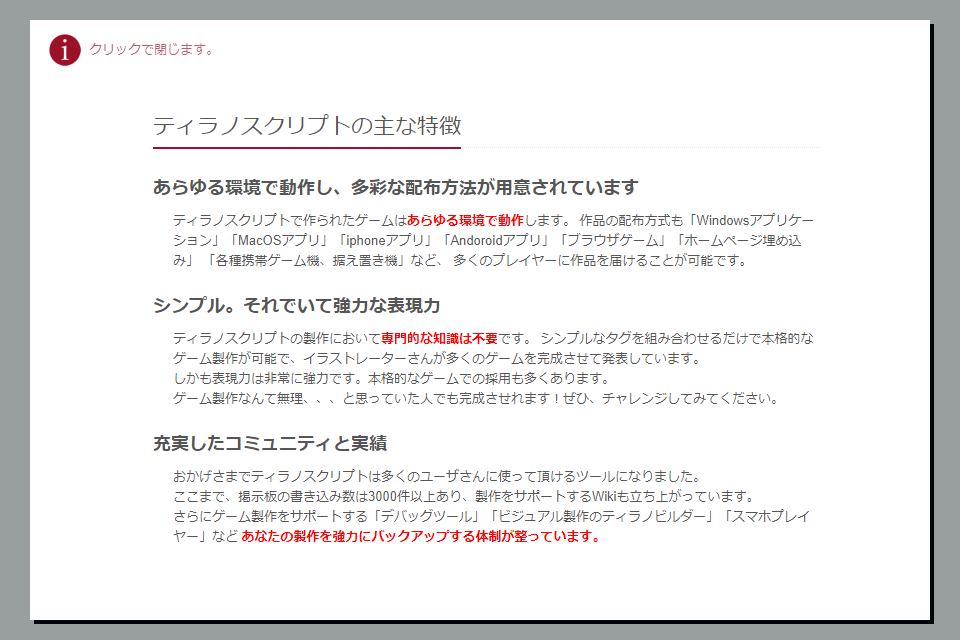 i クリックで閉じます。
ティラノスクリプトの主な特徴
あらゆる環境で動作し、多彩な配布方法が用意されています
ティラノスクリプトで作られたゲームはあらゆる環境で動作します。 作品の配布方式も「Windowsアプリケー
ション」「MacOSアプリ」「iphoneアプリ」「Andoroidアプリ」「ブラウザゲーム」「ホームページ埋め込
み」 「各種携帯ゲーム機、据え置き機」など、 多くのプレイヤーに作品を届けることが可能です。
シンプル。それでいて強力な表現力
ティラノスクリプトの製作において専門的な知識は不要です。 シンプルなタグを組み合わせるだけで本格的な
ゲーム製作が可能で、イラストレーターさんが多くのゲームを完成させて発表しています。
しかも表現力は非常に強力です。本格的なゲームでの採用も多くあります。
ゲーム製作なんて無理、、、と思っていた人でも完成させれます！ぜひ、チャレンジしてみてください。
充実したコミュニティと実績
おかげさまでティラノスクリプトは多くのユーザさんに使って頂けるツールになりました。
ここまで、掲示板の書き込み数は3000件以上あり、製作をサポートするWikiも立ち上がっています。
さらにゲーム製作をサポートする「デバッグツール」「ビジュアル製作のティラノビルダー」「スマホプレイ
ヤー」など あなたの製作を強力にバックアップする体制が整っています。